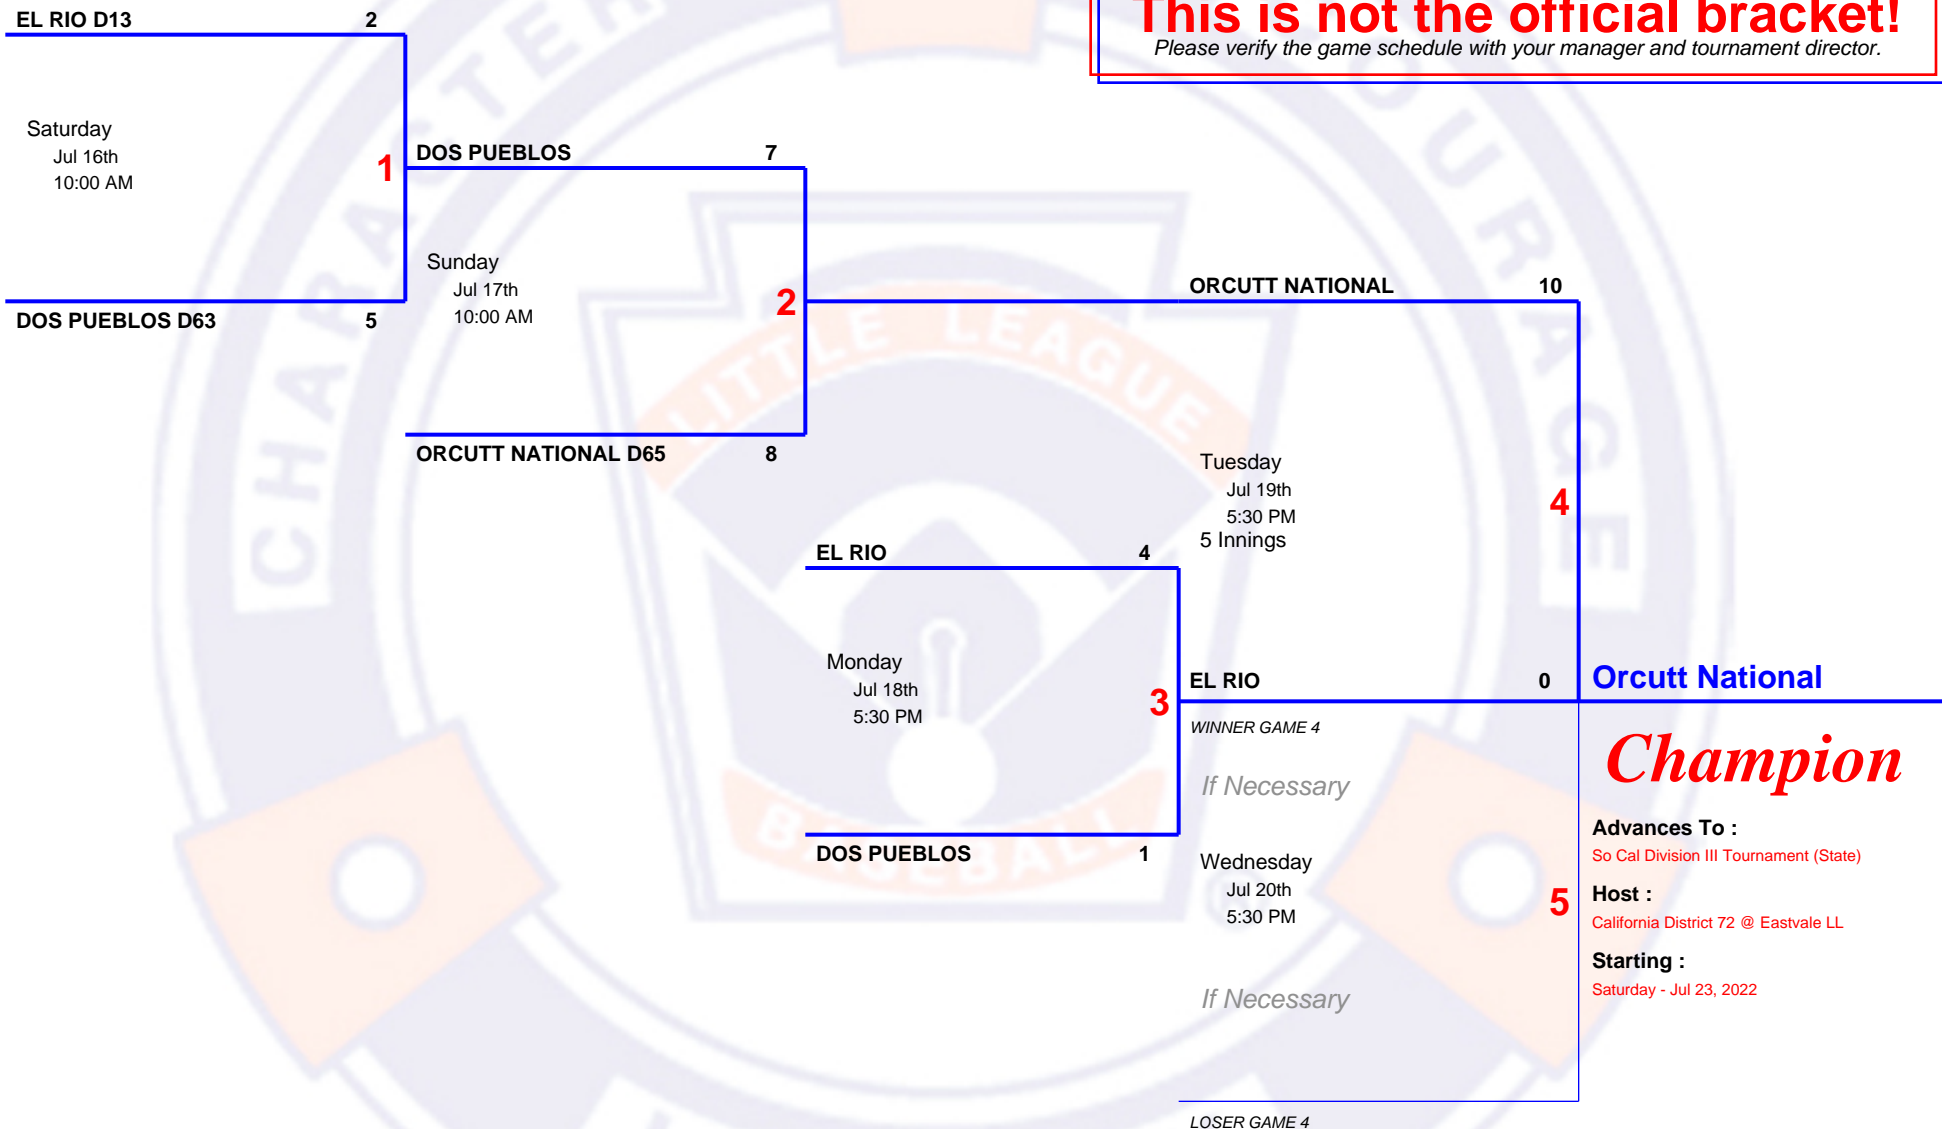 This is not the official bracket!
Please verify the game schedule with your manager and tournament director.
EL RIO D13 2
Saturday
Jul 16th
10:00 AM
1
DOS PUEBLOS D63 5
DOS PUEBLOS 7
Sunday
Jul 17th
10:00 AM
2
ORCUTT NATIONAL D65 8
ORCUTT NATIONAL 10
Tuesday
Jul 19th
5:30 PM
5 Innings
4
EL RIO 4
Monday
Jul 18th
5:30 PM
3
DOS PUEBLOS 1
EL RIO 0
WINNER GAME 4
If Necessary
Wednesday
Jul 20th
5:30 PM
5
If Necessary
LOSER GAME 4
Orcutt National
Champion
Advances To :
So Cal Division III Tournament (State)
Host :
California District 72 @ Eastvale LL
Starting :
Saturday - Jul 23, 2022
CHARACTER
COURAGE
LITTLE LEAGUE
BASEBALL
®